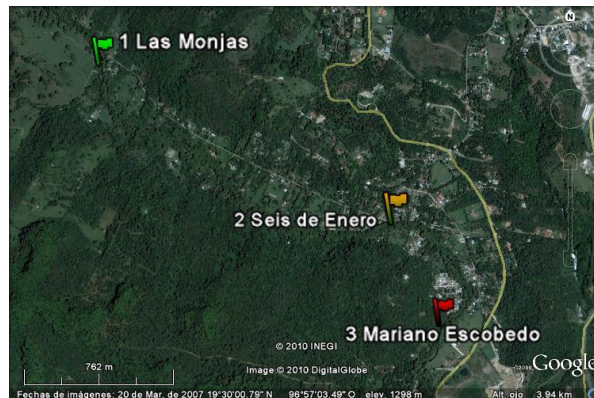 N
1 Las Monjas
2 Seis de Enero
3 Mariano Escobedo
© 2010 INEGI
762 m
Image © 2010 DigitalGlobe
©2009 Google
Fechas de imágenes: 20 de Mar. de 2007 19°30'00.79" N 96°57'03.49" O elev. 1298 m Alt. ojo 3.94 km